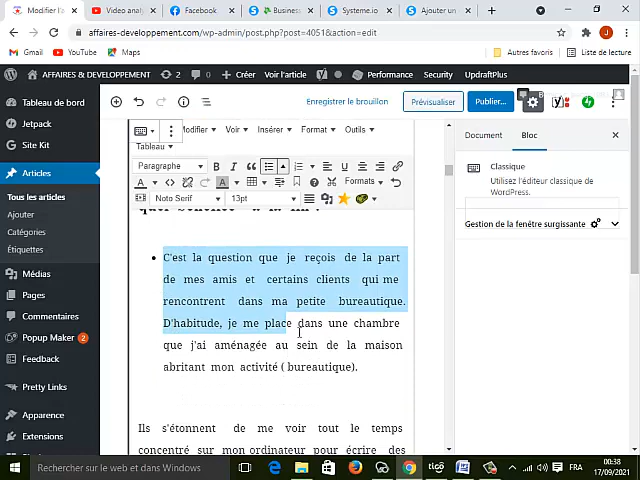 Modifier l'a
Video analy
Facebook
Business
Systeme.io
Ajouter un
affaires-developpement.com/wp-admin/post.php?post=4051&action=edit
J
Gmail
YouTube
Maps
Autres favoris
Liste de lecture
AFFAIRES & DEVELOPPEMENT
2
0
Créer
Voir l'article
Performance
Security
UpdraftPlus
Tableau de bord
Jetpack
Site Kit
Articles
Tous les articles
Ajouter
Catégories
Étiquettes
Médias
Pages
Commentaires
Popup Maker 2
Feedback
Pretty Links
Apparence
Extensions
Enregistrer le brouillon
Prévisualiser
Publier...
Modifier
Voir
Insérer
Format
Outils
Tableau
Paragraphe
B I
U
A
A
Formats
Noto Serif
13pt
C'est la question que je reçois de la part
de mes amis et certains clients qui me
rencontrent dans ma petite bureautique.
D'habitude, je me place dans une chambre
que j'ai aménagée au sein de la maison
abritant mon activité ( bureautique).
Ils s'étonnent de me voir tout le temps
concentré sur mon ordinateur pour écrire des
Document
Bloc
Classique
Utilisez l'éditeur classique de
WordPress.
Gestion de la fenêtre surgissante
Rechercher sur le web et dans Windows
tigo
FRA
00:38
17/09/2021